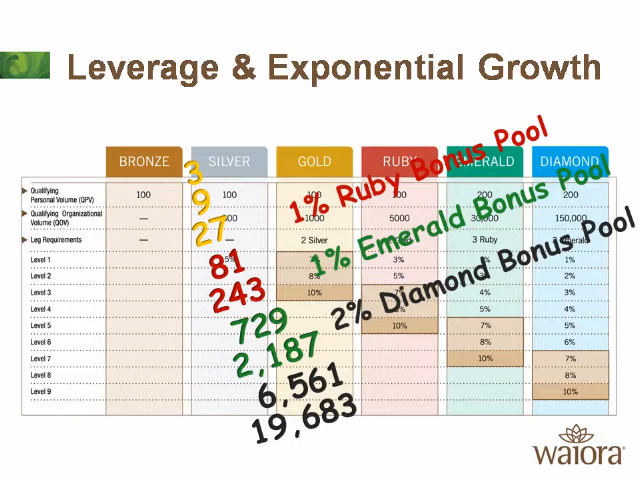 Leverage & Exponential Growth
BRONZE SILVER GOLD RUBY EMERALD DIAMOND
Qualifying Personal Volume (QPV) 100 100 100 100 200 200
Qualifying Organizational Volume (QOV) — 1000 5000 30,000 150,000
Leg Requirements — — 2 Silver 3 Ruby
Level 1 5% 3% 1%
Level 2 8% 5% 2%
Level 3 10% 4% 3%
Level 4 5% 4%
Level 5 10% 7% 5%
Level 6 8% 6%
Level 7 10% 7%
Level 8 8%
Level 9 10%
3
9
27
81
243
729
2,187
6,561
19,683
1% Ruby Bonus Pool
1% Emerald Bonus Pool
2% Diamond Bonus Pool
waiora